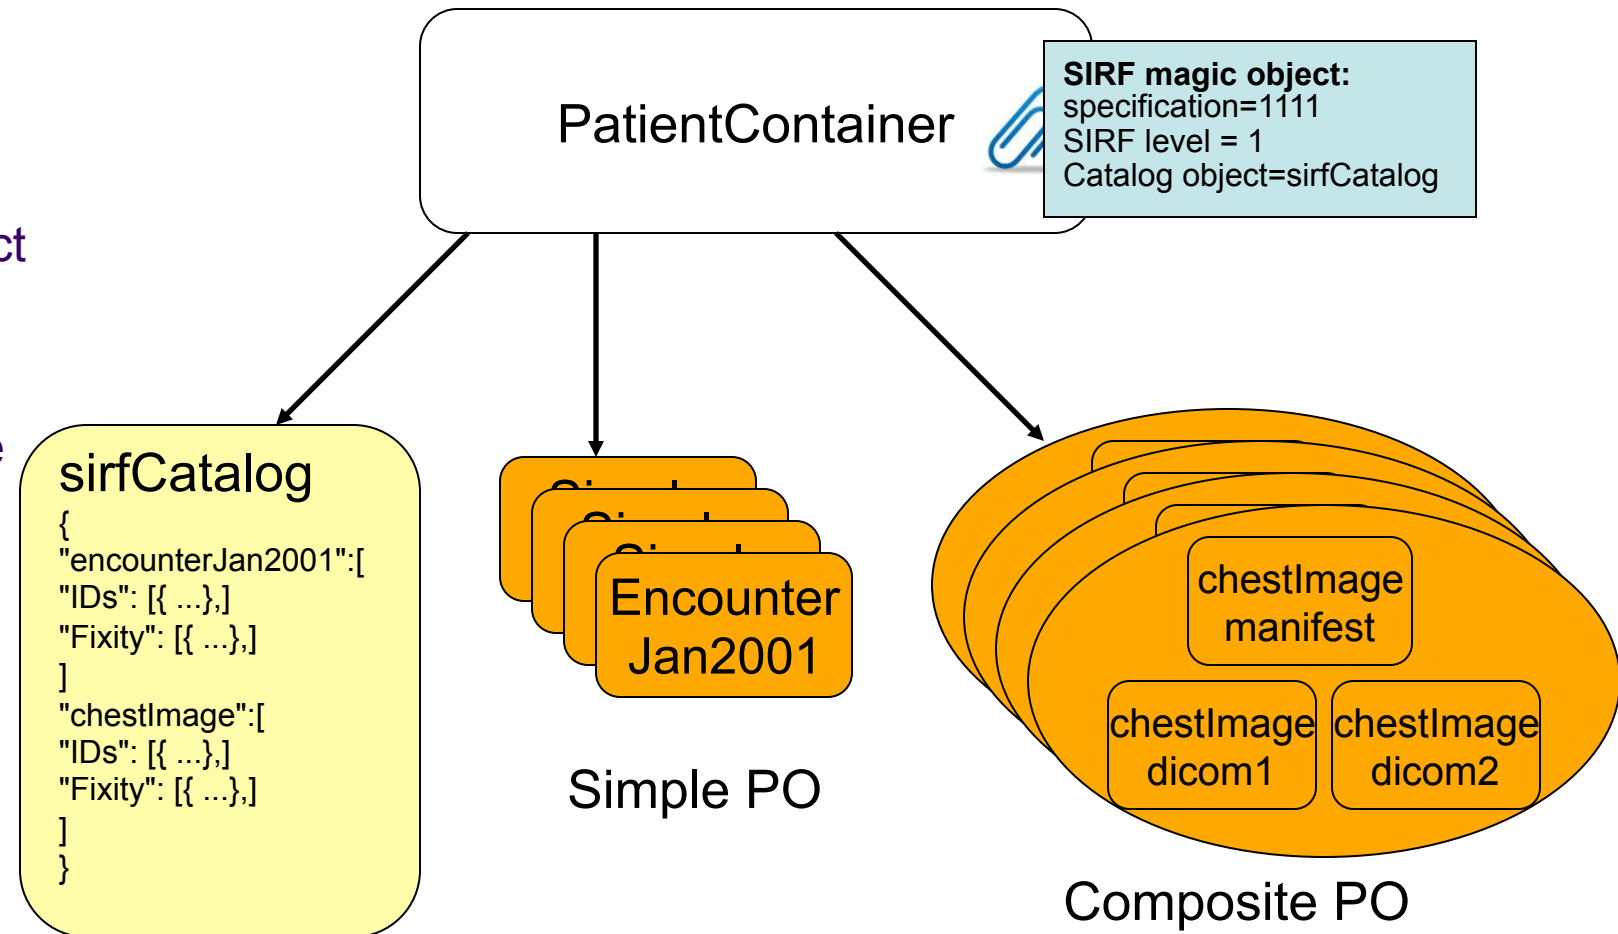 PatientContainer
SIRF magic object:
specification=1111
SIRF level = 1
Catalog object=sirfCatalog
sirfCatalog
{
"encounterJan2001":[
"IDs": [{ ...},]
"Fixity": [{ ...},]
]
"chestImage":[
"IDs": [{ ...},]
"Fixity": [{ ...},]
]
}
Encounter
Jan2001
Simple PO
chestImage
manifest
chestImage
dicom1
chestImage
dicom2
Composite PO